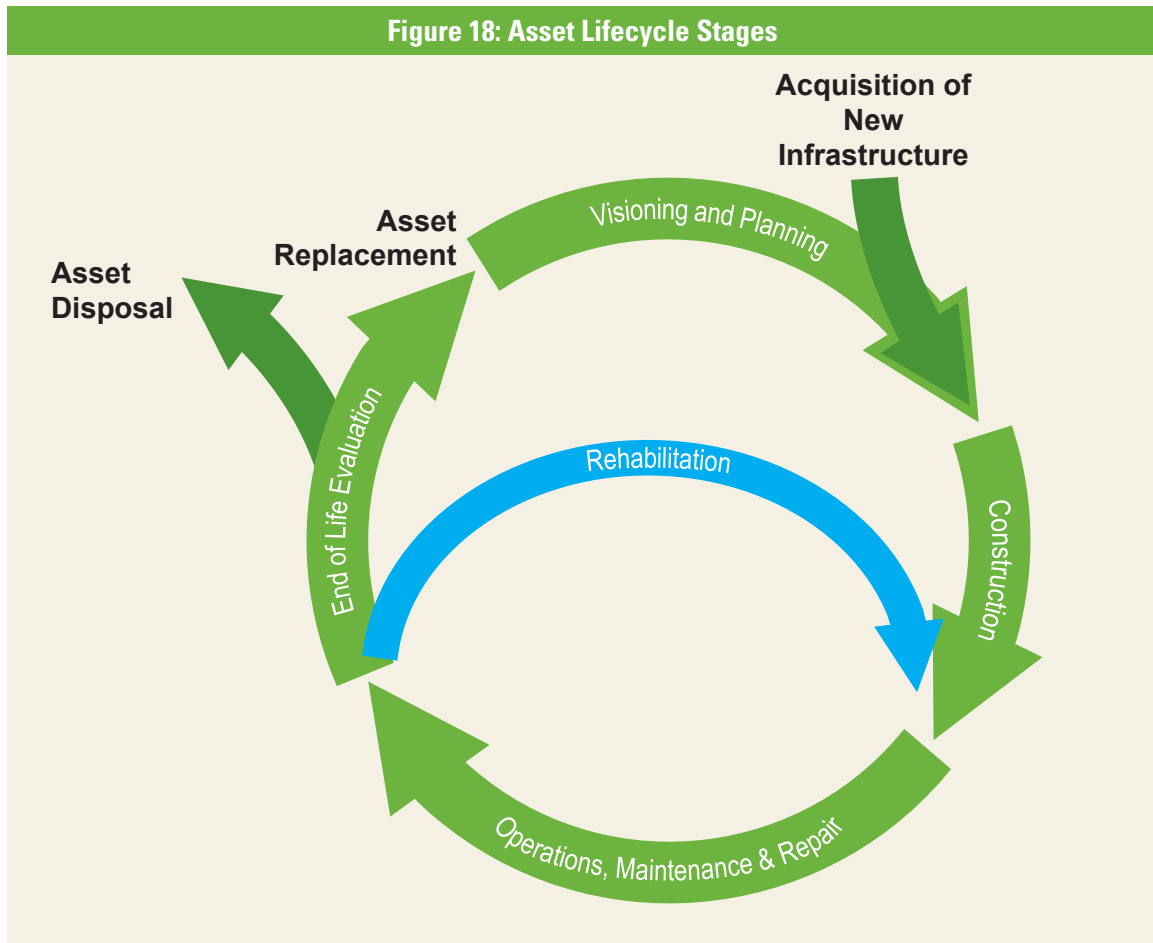 Figure 18: Asset Lifecycle Stages
Acquisition of
New
Infrastructure
Visioning and Planning
Asset
Replacement
Asset
Disposal
End of Life Evaluation
Rehabilitation
Construction
Operations, Maintenance & Repair